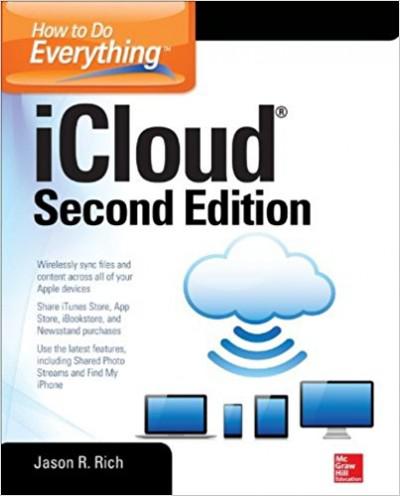 How to Do
Everything™
iCloud®
Second Edition
Wirelessly sync files and
content across all of your
Apple devices
Share iTunes Store, App
Store, iBookstore, and
Newsstand purchases
Use the latest features,
including Shared Photo
Streams and Find My
iPhone
Jason R. Rich
Mc
Graw
Hill
Education